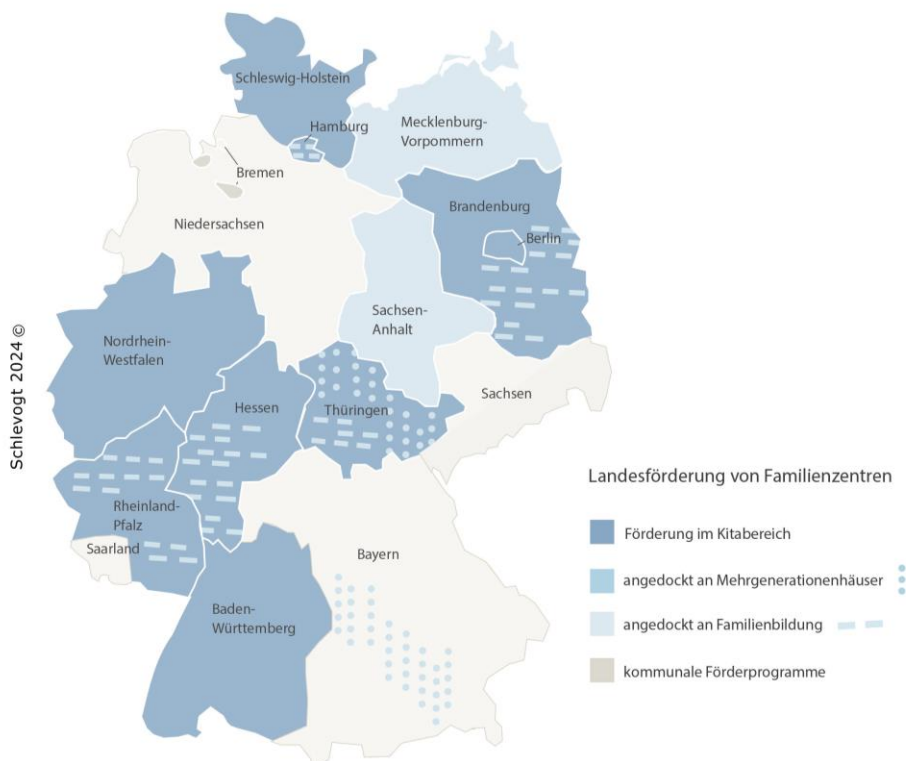 Schleswig-Holstein
Hamburg
Mecklenburg-
Vorpommern
Bremen
Brandenburg
Niedersachsen
Berlin
Sachsen-
Anhalt
Nordrhein-
Westfalen
Sachsen
Hessen
Thüringen
Schlevogt 2024 ©
Rheinland-
Pfalz
Saarland
Bayern
Baden-
Württemberg
Landesförderung von Familienzentren
Förderung im Kitabereich
angedockt an Mehrgenerationenhäuser
angedockt an Familienbildung
kommunale Förderprogramme